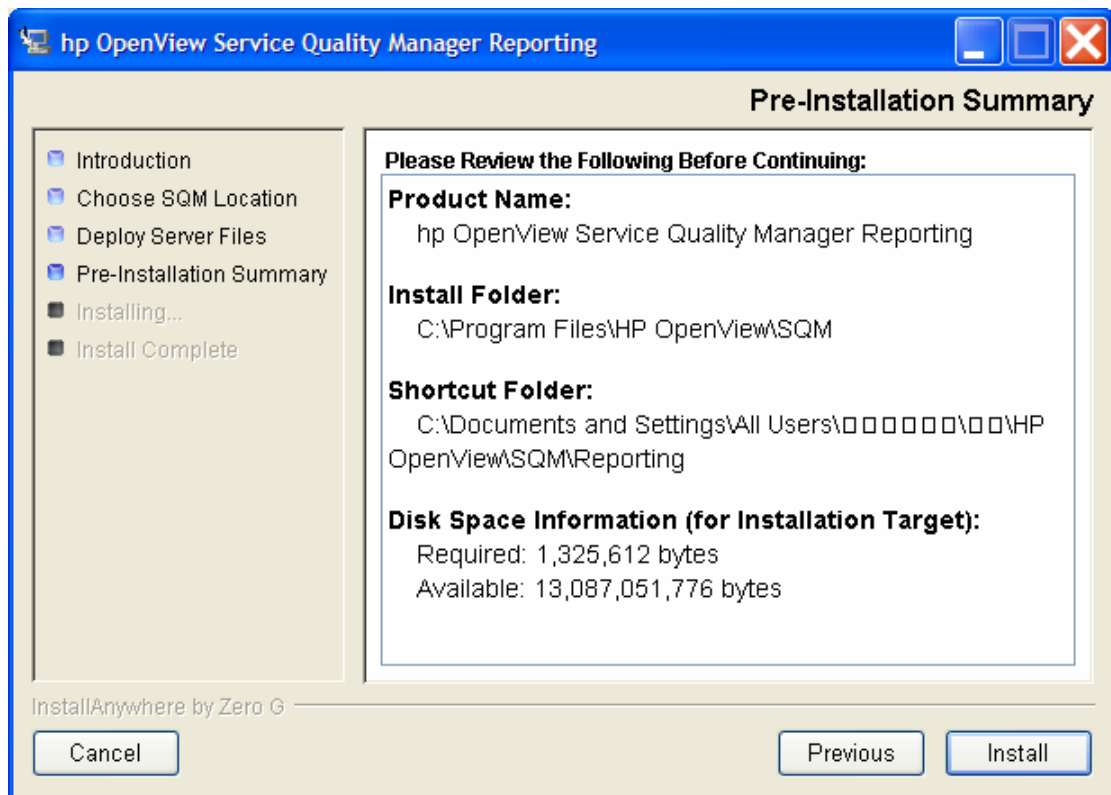 hp OpenView Service Quality Manager Reporting
Pre-Installation Summary
Introduction
Choose SQM Location
Deploy Server Files
Pre-Installation Summary
Installing...
Install Complete
Please Review the Following Before Continuing:
Product Name:
hp OpenView Service Quality Manager Reporting
Install Folder:
C:\Program Files\HP OpenView\SQM
Shortcut Folder:
C:\Documents and Settings\All Users\□□□□□□\□□\HP
OpenView\SQM\Reporting
Disk Space Information (for Installation Target):
Required: 1,325,612 bytes
Available: 13,087,051,776 bytes
InstallAnywhere by Zero G
Cancel
Previous
Install